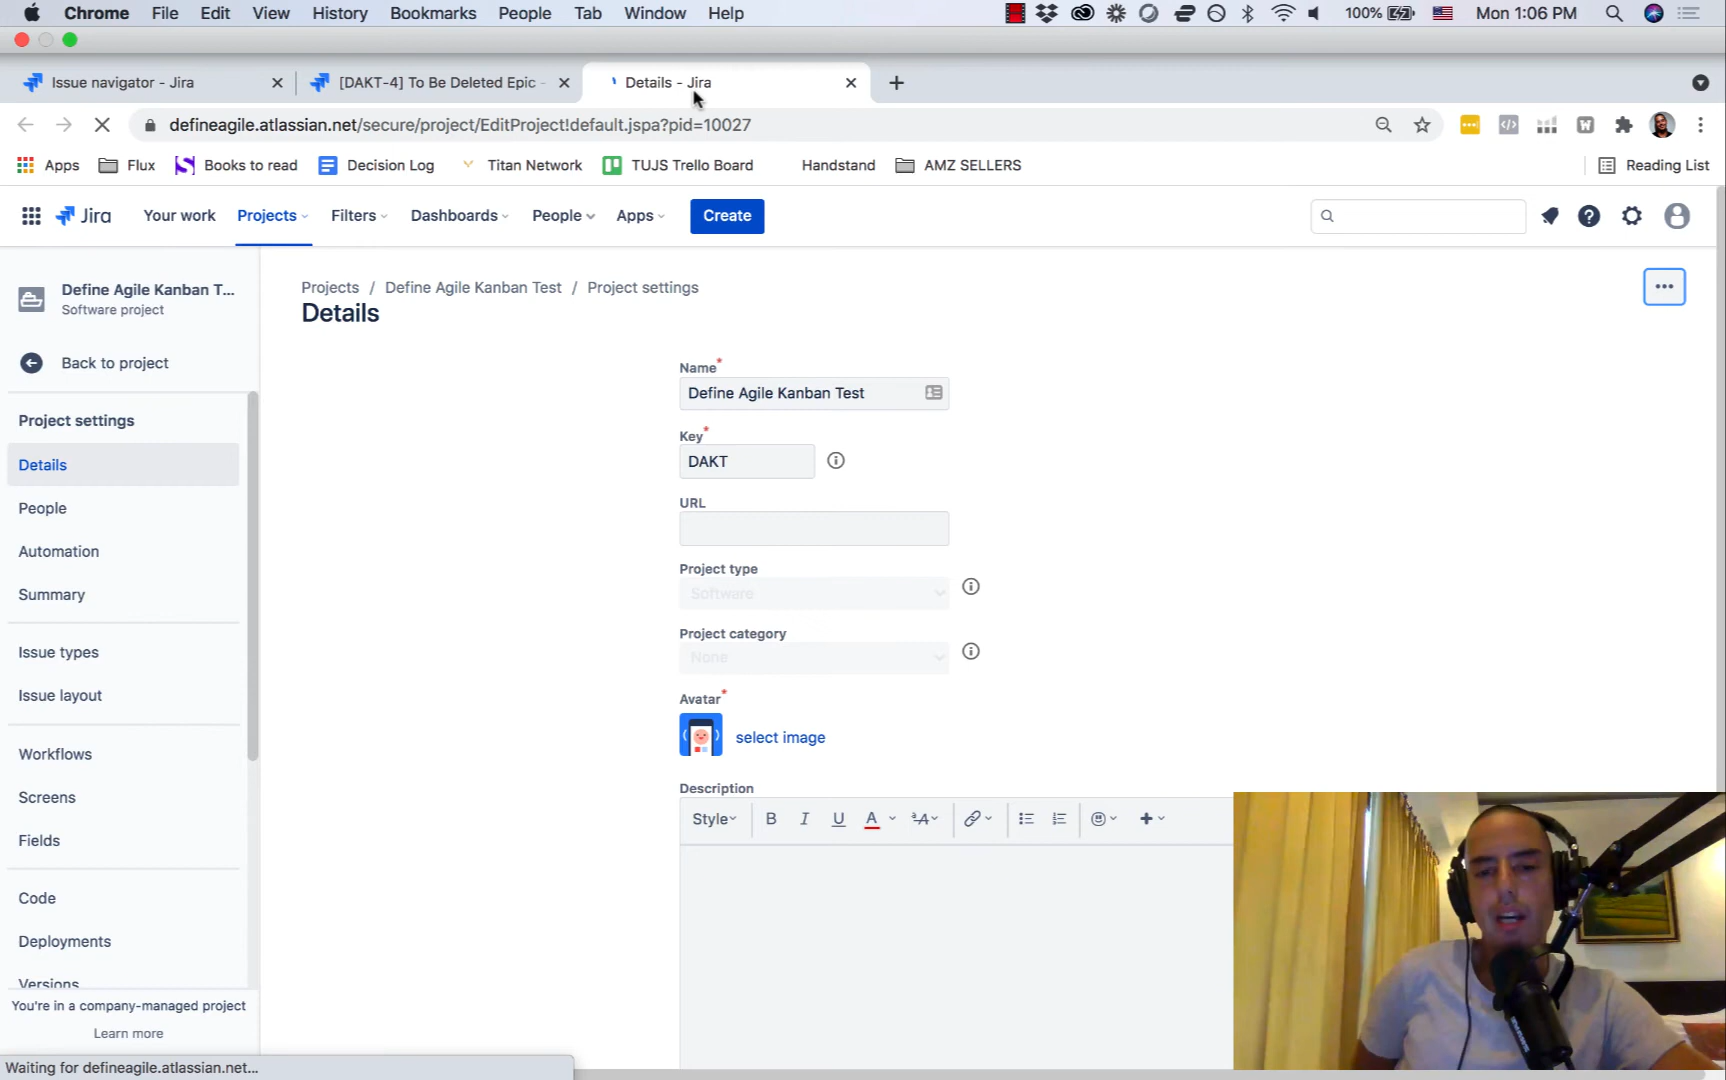 Chrome File Edit View History Bookmarks People Tab Window Help 100% Mon 1:06 PM
Issue navigator - Jira [DAKT-4] To Be Deleted Epic - Details - Jira
defineagile.atlassian.net/secure/project/EditProject!default.jspa?pid=10027
Apps Flux Books to read Decision Log Titan Network TUJS Trello Board Handstand AMZ SELLERS Reading List
Jira Your work Projects Filters Dashboards People Apps Create
Define Agile Kanban T...
Software project
Back to project
Project settings
Details
People
Automation
Summary
Issue types
Issue layout
Workflows
Screens
Fields
Code
Deployments
Versions
You're in a company-managed project
Learn more
Waiting for defineagile.atlassian.net...
Projects / Define Agile Kanban Test / Project settings
Details
Name*
Define Agile Kanban Test
Key*
DAKT
URL
Project type
Software
Project category
None
Avatar*
select image
Description
Style B I U A